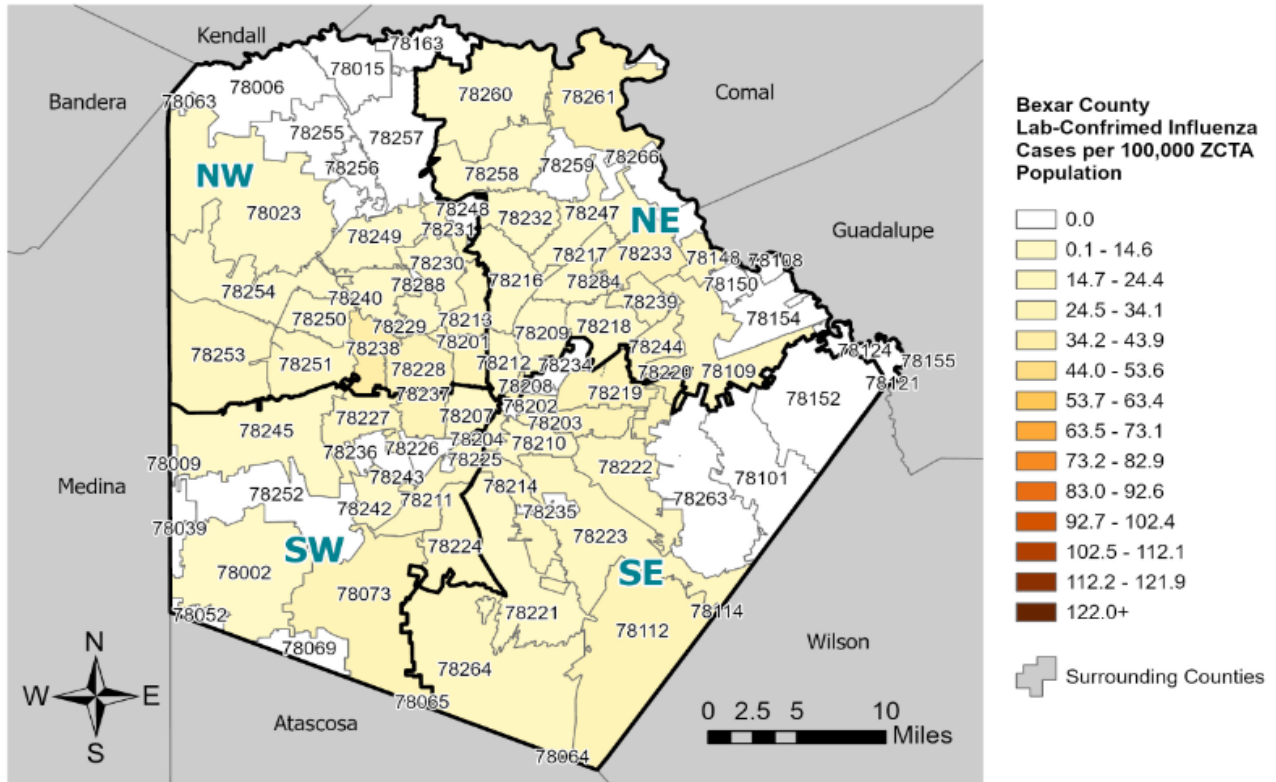 Kendall
78163
78015
Bandera
78006
78260
78261
Comal
78063
78255
78257
78256
78259
78266
NW
78258
78023
78248
78232
78247
NE
78249
78231
Guadalupe
78217
78233
78148
78108
78230
78254
78288
78216
78284
78150
78240
78239
78250
78229
78213
78209
78218
78154
78253
78238
78201
78244
78124
78155
78251
78228
78212
78234
78220
78109
78121
78237
78208
78219
78152
78227
78207
78202
78203
78245
78204
78210
78009
78236
78226
78225
78222
78101
Medina
78243
78252
78214
78263
78242
78211
78235
78039
78223
SW
78224
78002
SE
78073
78052
78221
78114
78112
78069
Wilson
78264
78065
Atascosa
78064
N
W
E
S
0 2.5 5 10
Miles
Bexar County
Lab-Confrimed Influenza
Cases per 100,000 ZCTA
Population
0.0
0.1 - 14.6
14.7 - 24.4
24.5 - 34.1
34.2 - 43.9
44.0 - 53.6
53.7 - 63.4
63.5 - 73.1
73.2 - 82.9
83.0 - 92.6
92.7 - 102.4
102.5 - 112.1
112.2 - 121.9
122.0+
Surrounding Counties